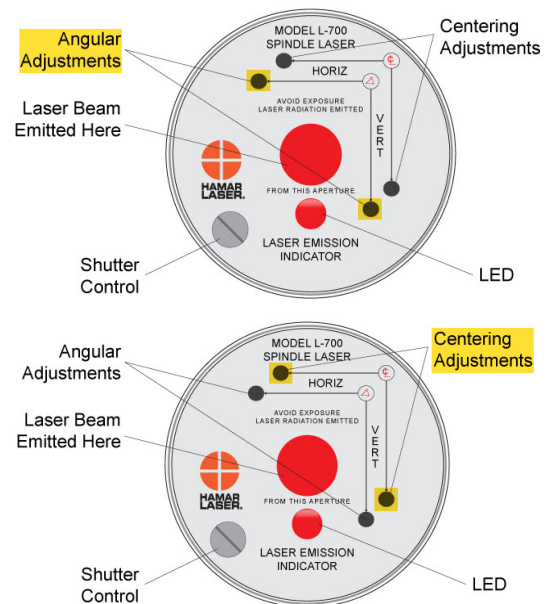 MODEL L-700
SPINDLE LASER
Angular
Adjustments
Centering
Adjustments
HORIZ
℄
Laser Beam
Emitted Here
AVOID EXPOSURE
LASER RADIATION EMITTED
VERT
HAMAR
LASER®
FROM THIS APERTURE
LASER EMISSION
INDICATOR
Shutter
Control
LED
MODEL L-700
SPINDLE LASER
Angular
Adjustments
Centering
Adjustments
HORIZ
℄
Laser Beam
Emitted Here
AVOID EXPOSURE
LASER RADIATION EMITTED
VERT
HAMAR
LASER®
FROM THIS APERTURE
LASER EMISSION
INDICATOR
Shutter
Control
LED